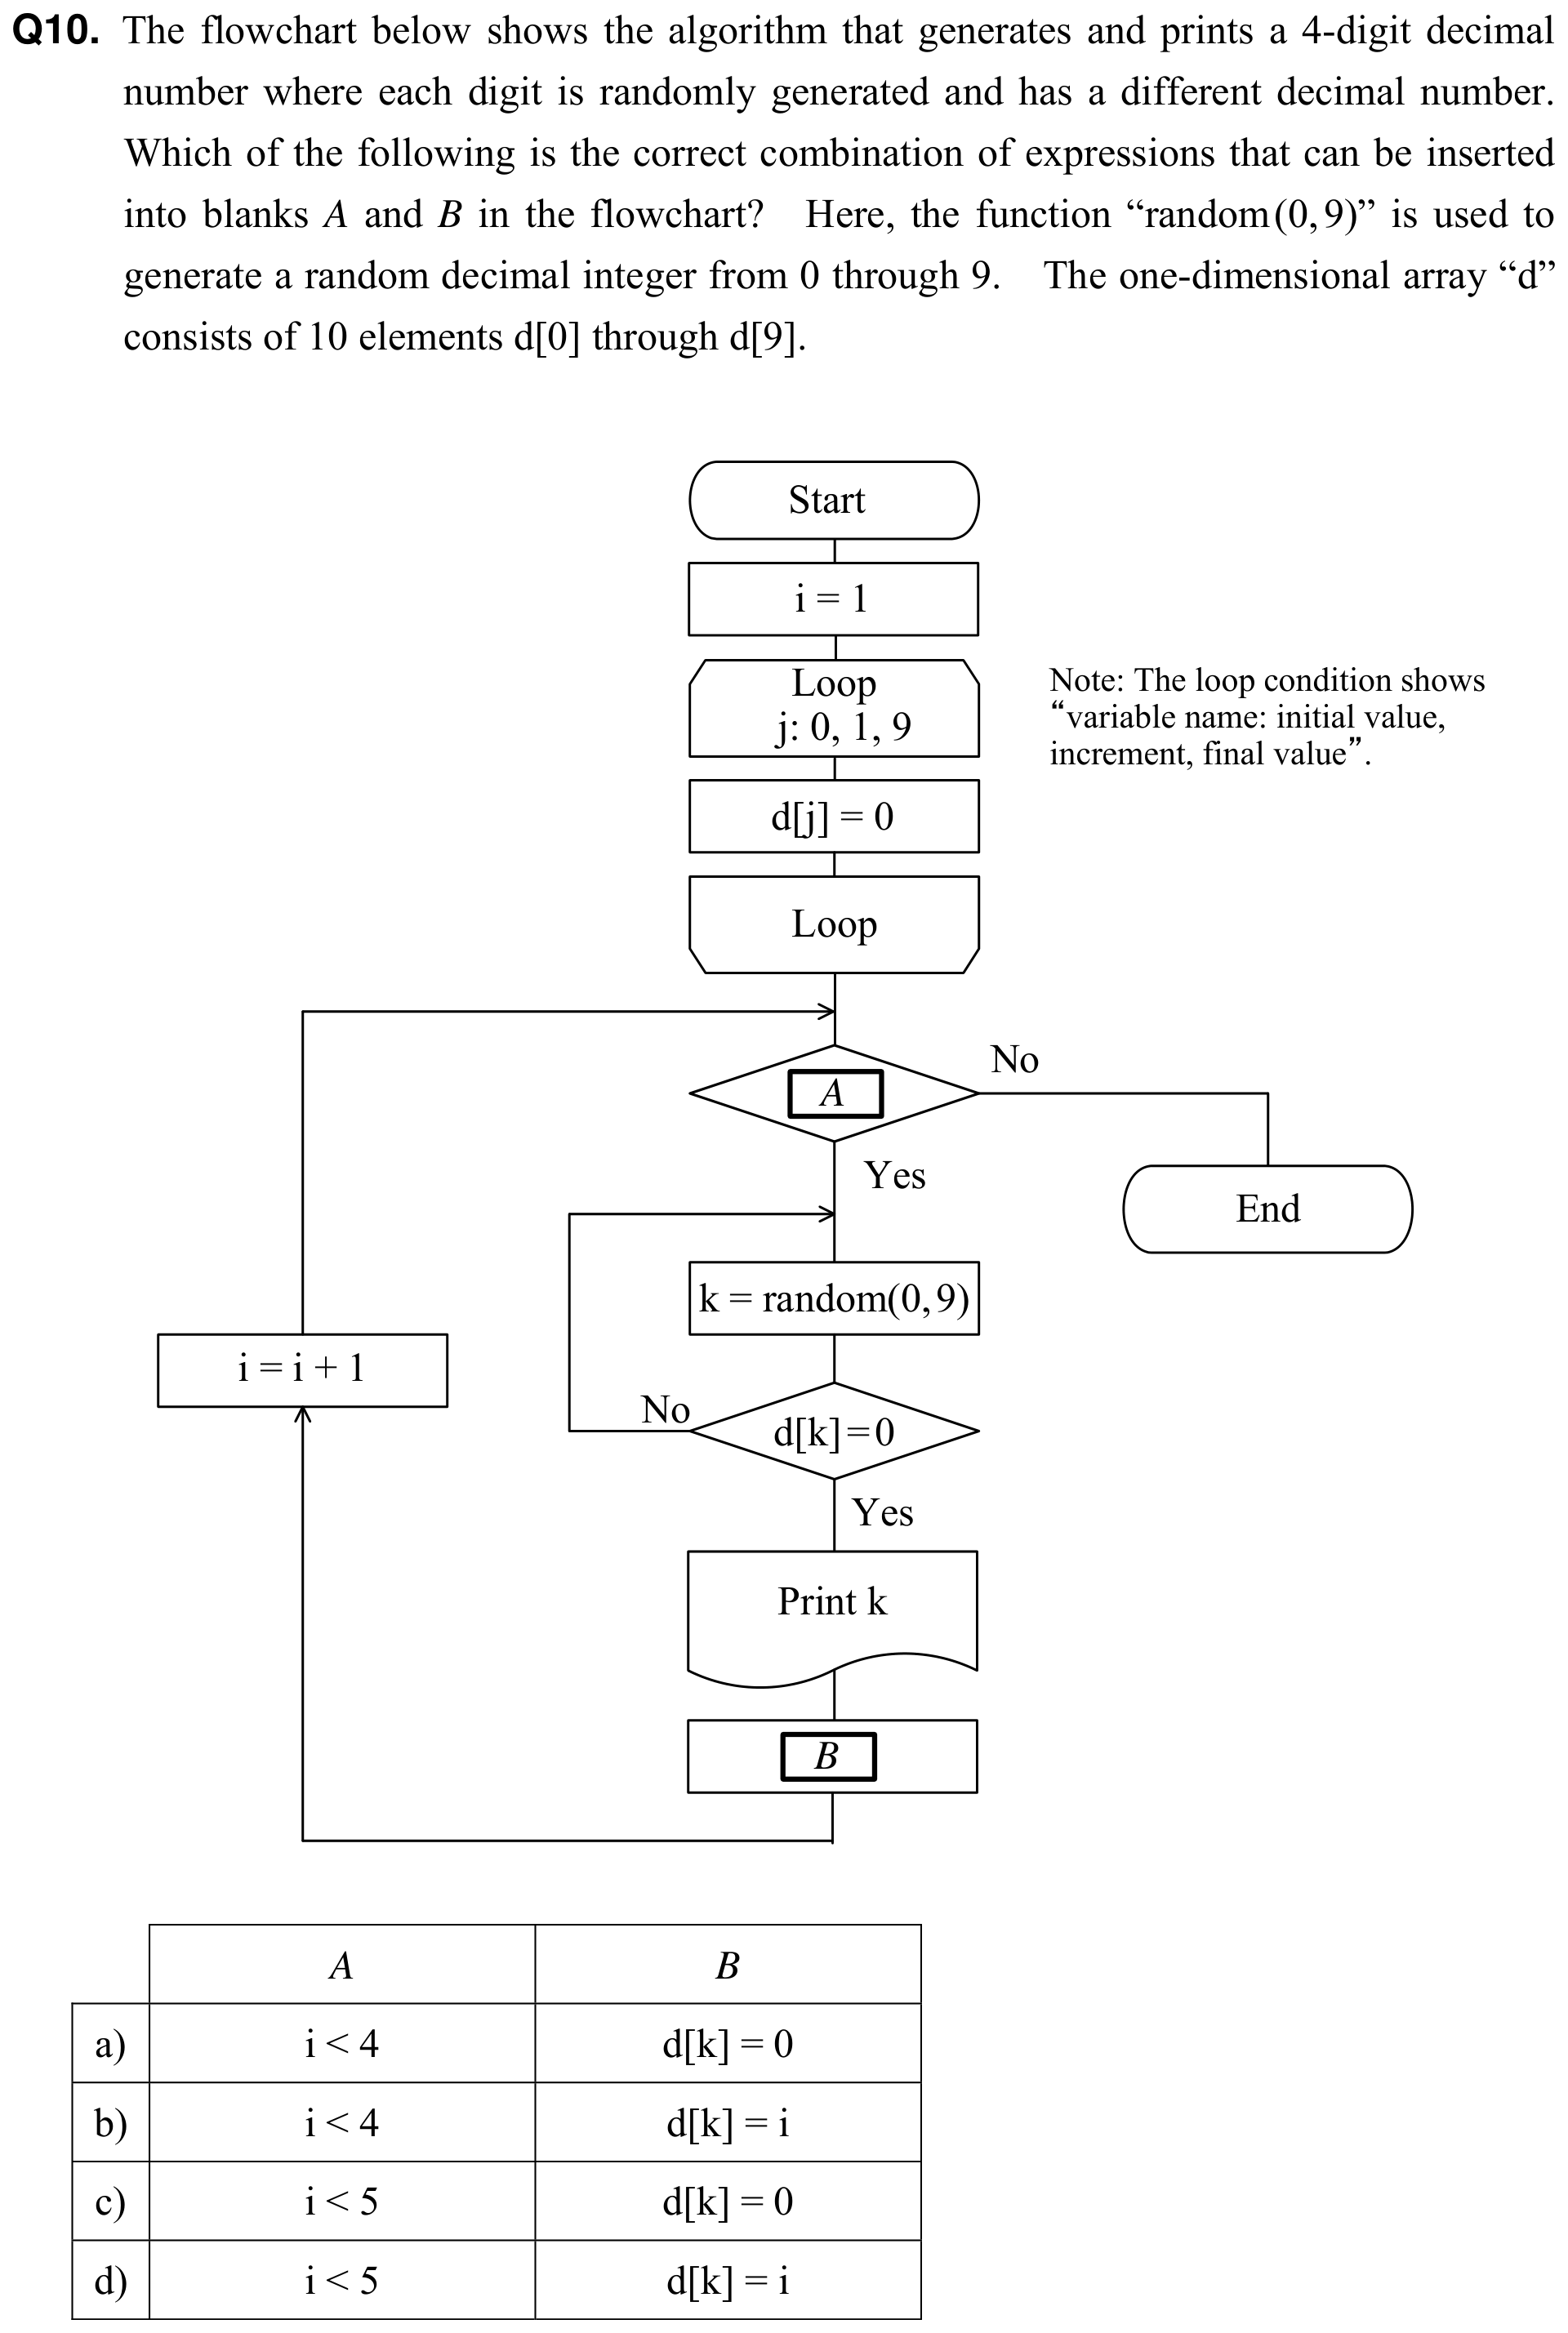 Q10. The flowchart below shows the algorithm that generates and prints a 4-digit decimal
number where each digit is randomly generated and has a different decimal number.
Which of the following is the correct combination of expressions that can be inserted
into blanks A and B in the flowchart? Here, the function “random(0,9)” is used to
generate a random decimal integer from 0 through 9. The one-dimensional array “d”
consists of 10 elements d[0] through d[9].
Start
i = 1
Loop
j: 0, 1, 9
Note: The loop condition shows
“variable name: initial value,
increment, final value”.
d[j] = 0
Loop
A
No
Yes
End
k = random(0,9)
i = i + 1
No
d[k]=0
Yes
Print k
B
A B
a) i < 4 d[k] = 0
b) i < 4 d[k] = i
c) i < 5 d[k] = 0
d) i < 5 d[k] = i